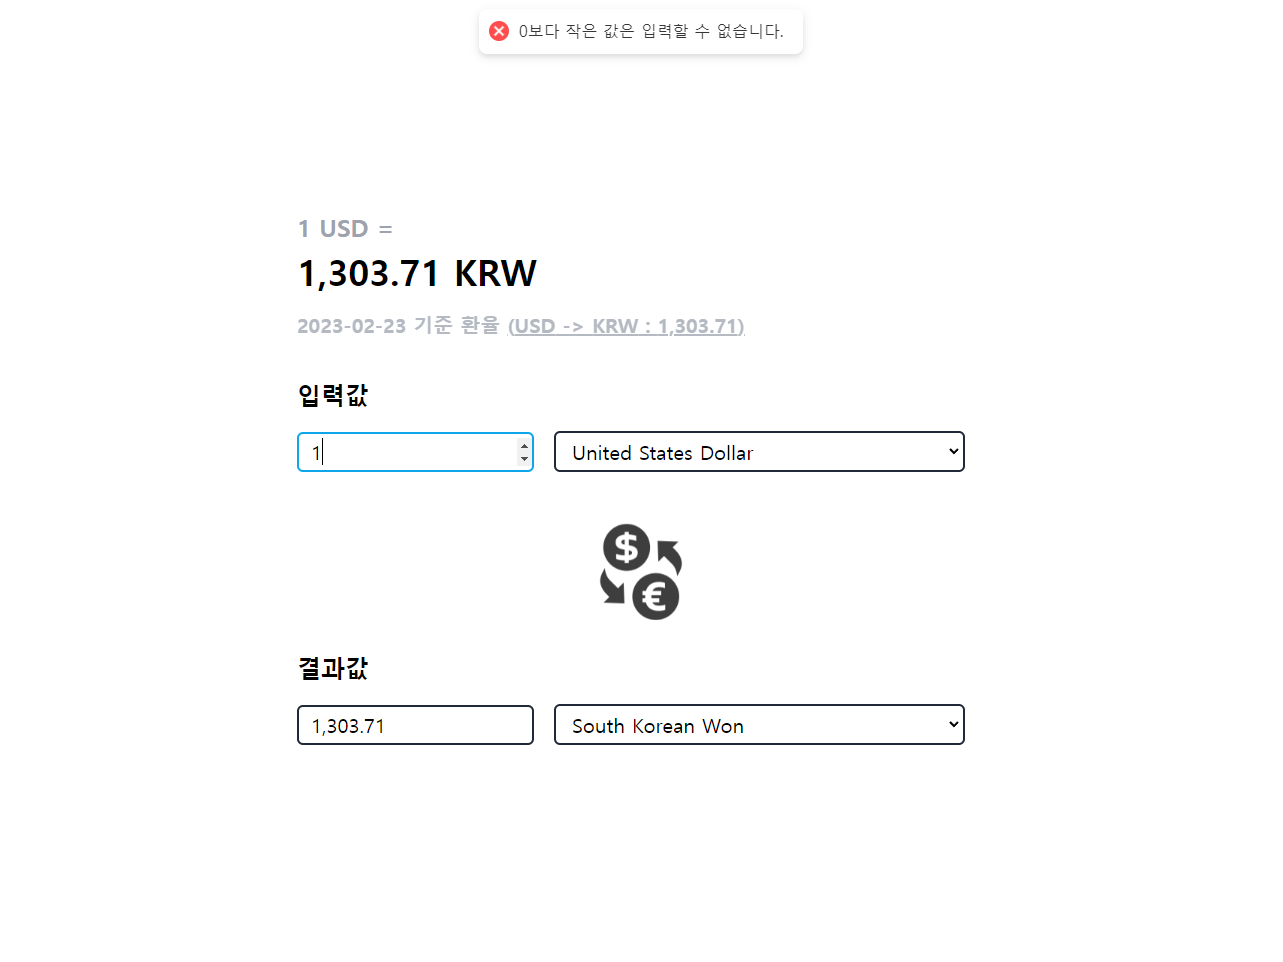 0보다 작은 값은 입력할 수 없습니다.
1 USD =
1,303.71 KRW
2023-02-23 기준 환율 (USD -> KRW : 1,303.71)
입력값
1 United States Dollar
$
€
결과값
1,303.71 South Korean Won